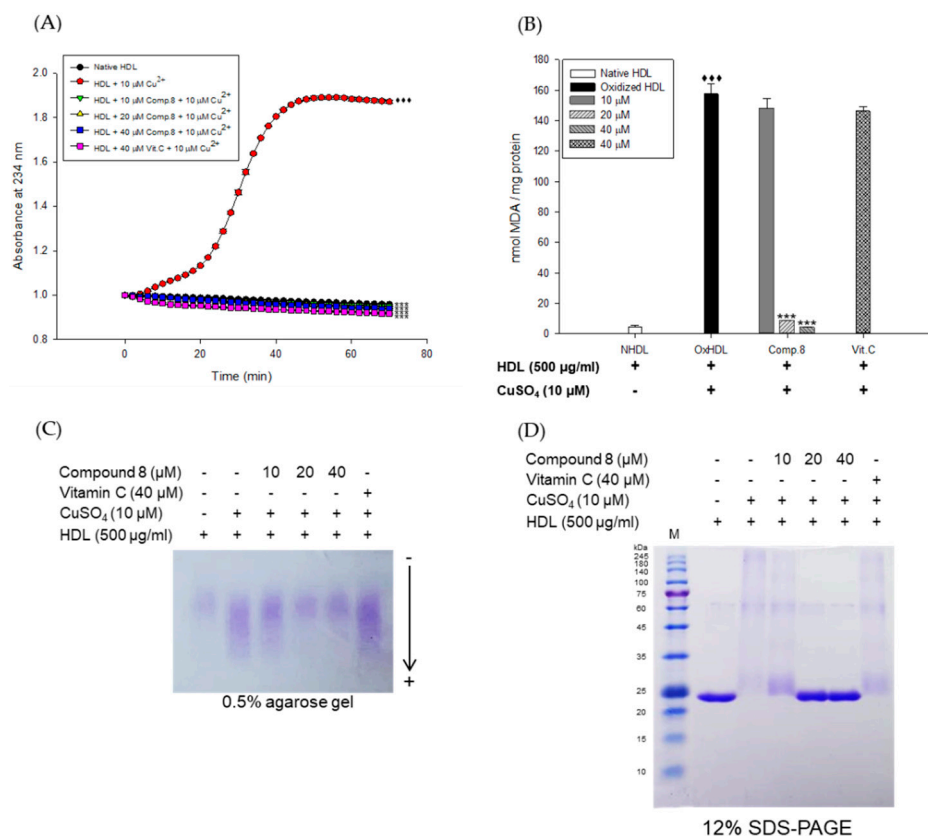 (A)
2.0
1.8
1.6
1.4
1.2
1.0
0.8
Absorbance at 234 nm
Native HDL
HDL + 10 μM Cu2+
HDL + 10 μM Comp.8 + 10 μM Cu2+
HDL + 20 μM Comp.8 + 10 μM Cu2+
HDL + 40 μM Comp.8 + 10 μM Cu2+
HDL + 40 μM Vit.C + 10 μM Cu2+
♦♦♦
0 20 40 60 80
Time (min)
(B)
180
160
140
120
100
80
60
40
20
0
nmol MDA / mg protein
Native HDL
Oxidized HDL
10 μM
20 μM
40 μM
40 μM
♦♦♦
***
***
NHDL OxHDL Comp.8 Vit.C
HDL (500 μg/ml) + + + +
CuSO4 (10 μM) - + + +
(C)
Compound 8 (μM) - - 10 20 40 -
Vitamin C (40 μM) - - - - - +
CuSO4 (10 μM) - + + + + +
HDL (500 μg/ml) + + + + + +
-
+
0.5% agarose gel
(D)
Compound 8 (μM) - - 10 20 40 -
Vitamin C (40 μM) - - - - - +
CuSO4 (10 μM) - + + + + +
HDL (500 μg/ml) + + + + + +
M
kDa
245
180
140
100
75
60
45
35
25
20
15
10
12% SDS-PAGE